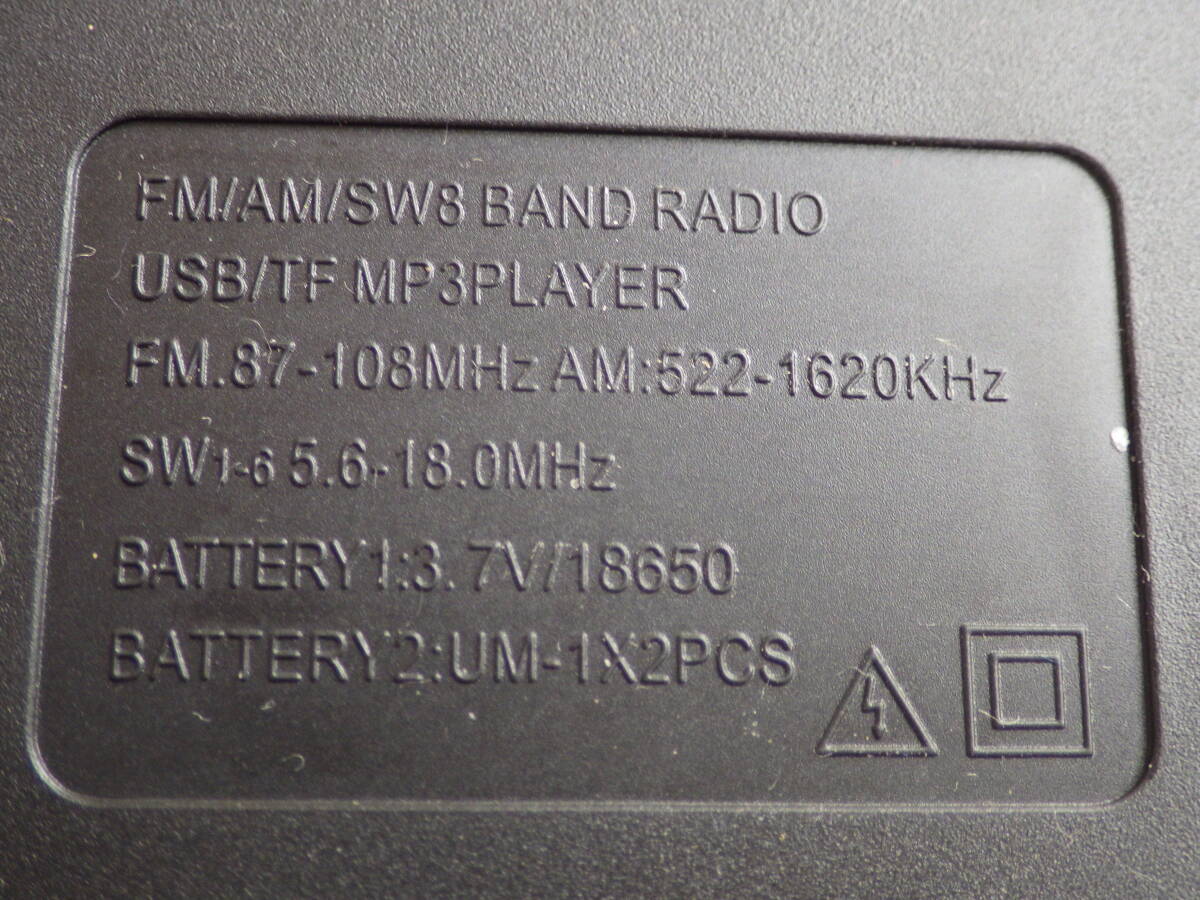 FM/AM/SW8 BAND RADIO
USB/TF MP3PLAYER
FM.87-108MHz AM:522-1620KHz
SW1-6 5.6-18.0MHz
BATTERY1:3.7V/18650
BATTERY2:UM-1X2PCS